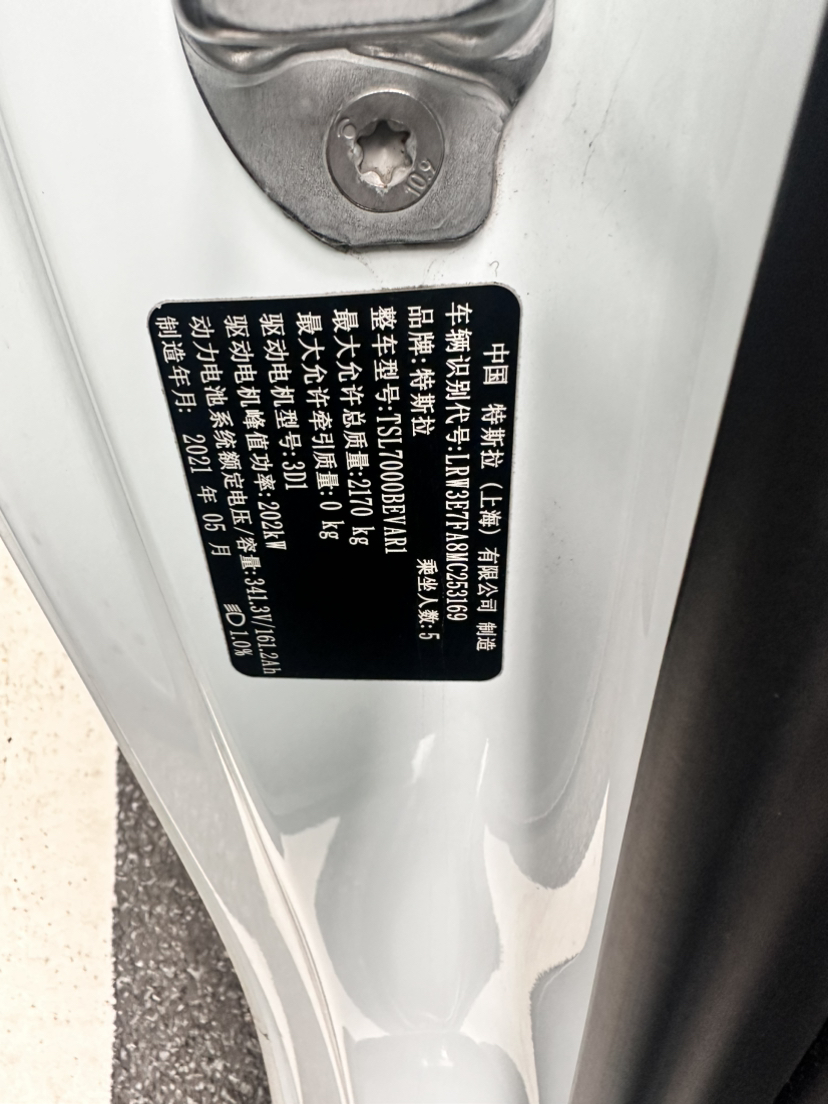 10.9
中国 特斯拉（上海）有限公司 制造
车辆识别代号:LRW3E7FA8MC253169
品牌:特斯拉 乘坐人数:5
整车型号:TSL7000BEVAR1
最大允许总质量:2170 kg
最大允许牵引质量:0 kg
驱动电机型号:3D1
驱动电机峰值功率:202kW
动力电池系统额定电压/容量:341.3V/161.2Ah
制造年月: 2021 年 05 月 1.0%